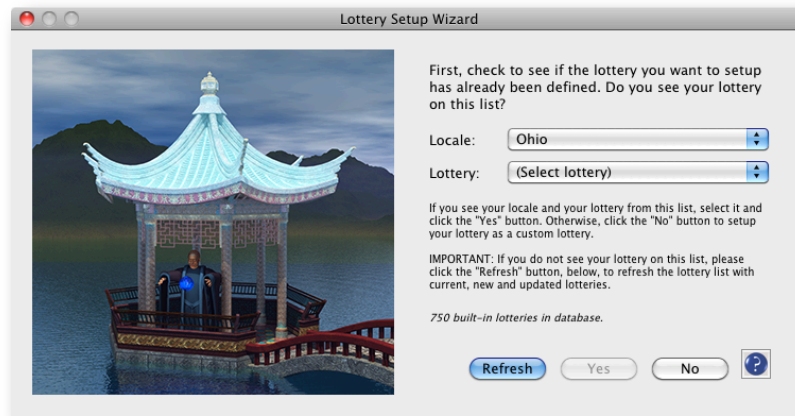 Lottery Setup Wizard
First, check to see if the lottery you want to setup
has already been defined. Do you see your lottery
on this list?
Locale: Ohio
Lottery: (Select lottery)
If you see your locale and your lottery from this list, select it and
click the "Yes" button. Otherwise, click the "No" button to setup
your lottery as a custom lottery.
IMPORTANT: If you do not see your lottery on this list, please
click the "Refresh" button, below, to refresh the lottery list with
current, new and updated lotteries.
750 built-in lotteries in database.
Refresh Yes No ?